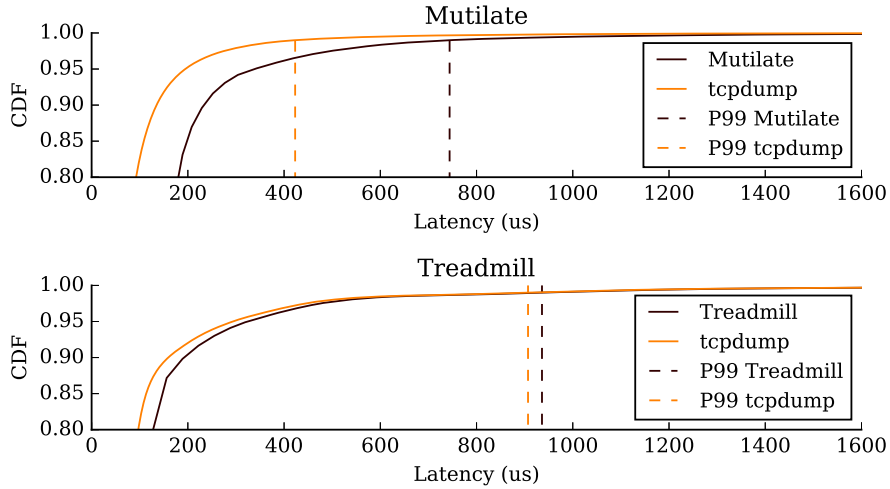 Mutilate
1.00
0.95
0.90
0.85
0.80
CDF
Mutilate
tcpdump
P99 Mutilate
P99 tcpdump
0 200 400 600 800 1000 1200 1400 1600
Latency (us)
Treadmill
1.00
0.95
0.90
0.85
0.80
CDF
Treadmill
tcpdump
P99 Treadmill
P99 tcpdump
0 200 400 600 800 1000 1200 1400 1600
Latency (us)